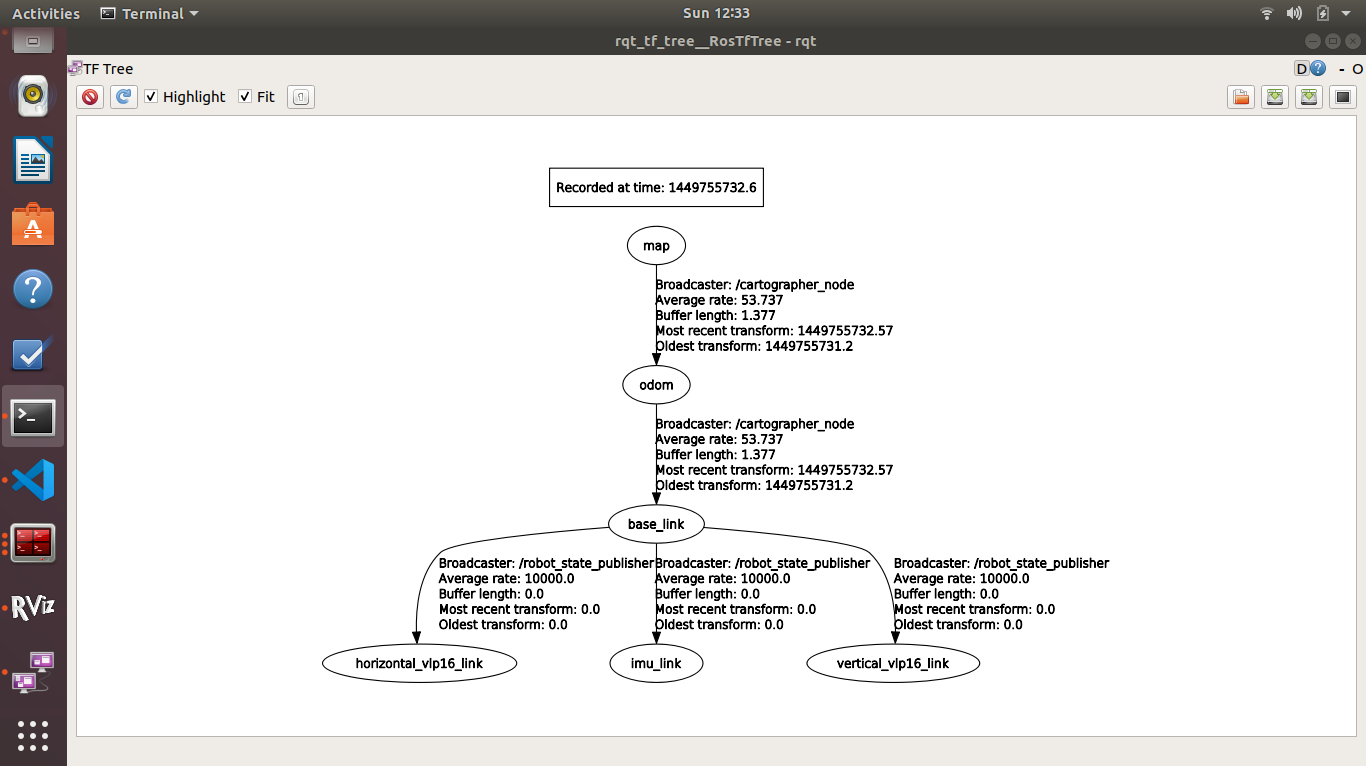 Activities
Terminal
Sun 12:33
rqt_tf_tree__RosTfTree - rqt
TF Tree
D
?
- O
Highlight
Fit
Recorded at time: 1449755732.6
map
Broadcaster: /cartographer_node
Average rate: 53.737
Buffer length: 1.377
Most recent transform: 1449755732.57
Oldest transform: 1449755731.2
odom
Broadcaster: /cartographer_node
Average rate: 53.737
Buffer length: 1.377
Most recent transform: 1449755732.57
Oldest transform: 1449755731.2
base_link
Broadcaster: /robot_state_publisher
Average rate: 10000.0
Buffer length: 0.0
Most recent transform: 0.0
Oldest transform: 0.0
Broadcaster: /robot_state_publisher
Average rate: 10000.0
Buffer length: 0.0
Most recent transform: 0.0
Oldest transform: 0.0
Broadcaster: /robot_state_publisher
Average rate: 10000.0
Buffer length: 0.0
Most recent transform: 0.0
Oldest transform: 0.0
horizontal_vlp16_link
imu_link
vertical_vlp16_link
A
?
>_
RViz